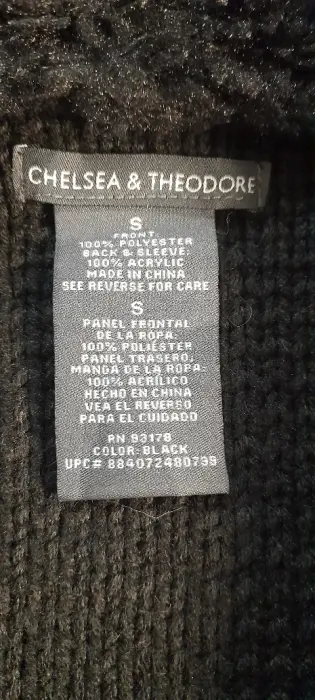 CHELSEA & THEODORE
S
FRONT:
100% POLYESTER
BACK & SLEEVE:
100% ACRYLIC
MADE IN CHINA
SEE REVERSE FOR CARE
S
PANEL FRONTAL
DE LA ROPA:
100% POLIÉSTER
PANEL TRASERO,
MANGA DE LA ROPA:
100% ACRÍLICO
HECHO EN CHINA
VEA EL REVERSO
PARA EL CUIDADO
RN 93178
COLOR: BLACK
UPC# 884072480795